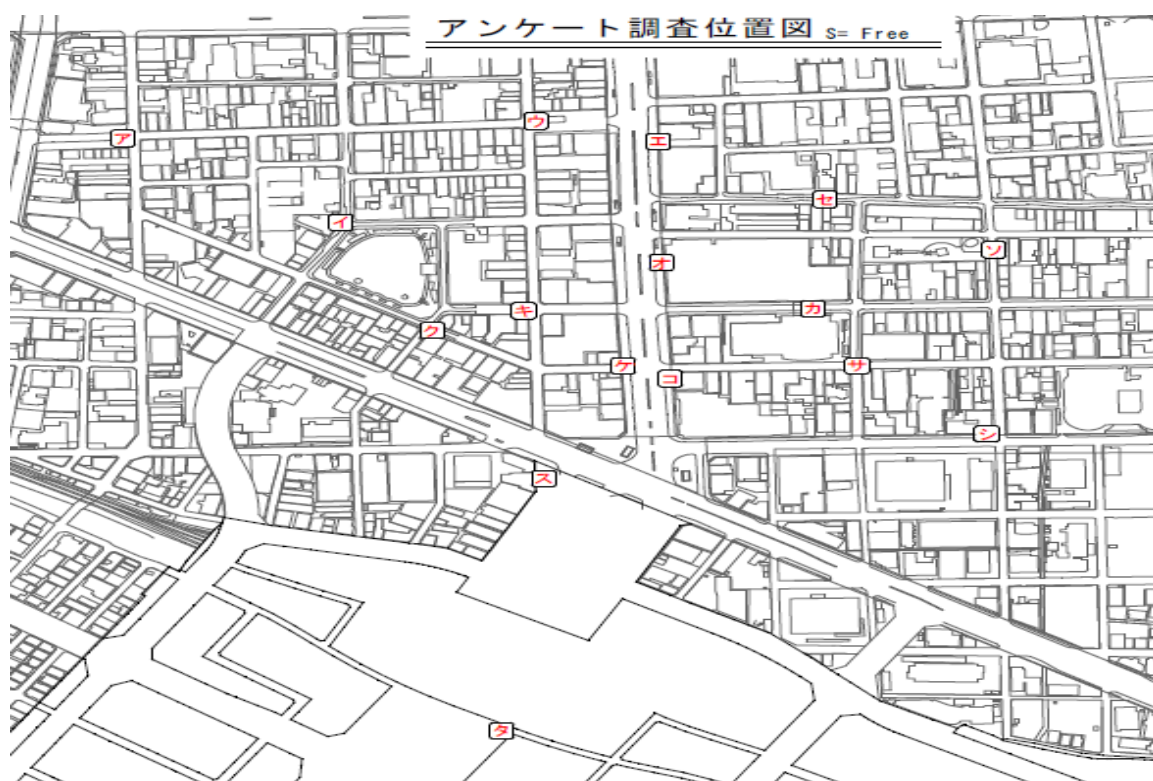 アンケート調査位置図 S= Free
ウ
ア
エ
セ
イ
ソ
オ
カ
キ
ク
ケ
サ
コ
シ
ス
タ